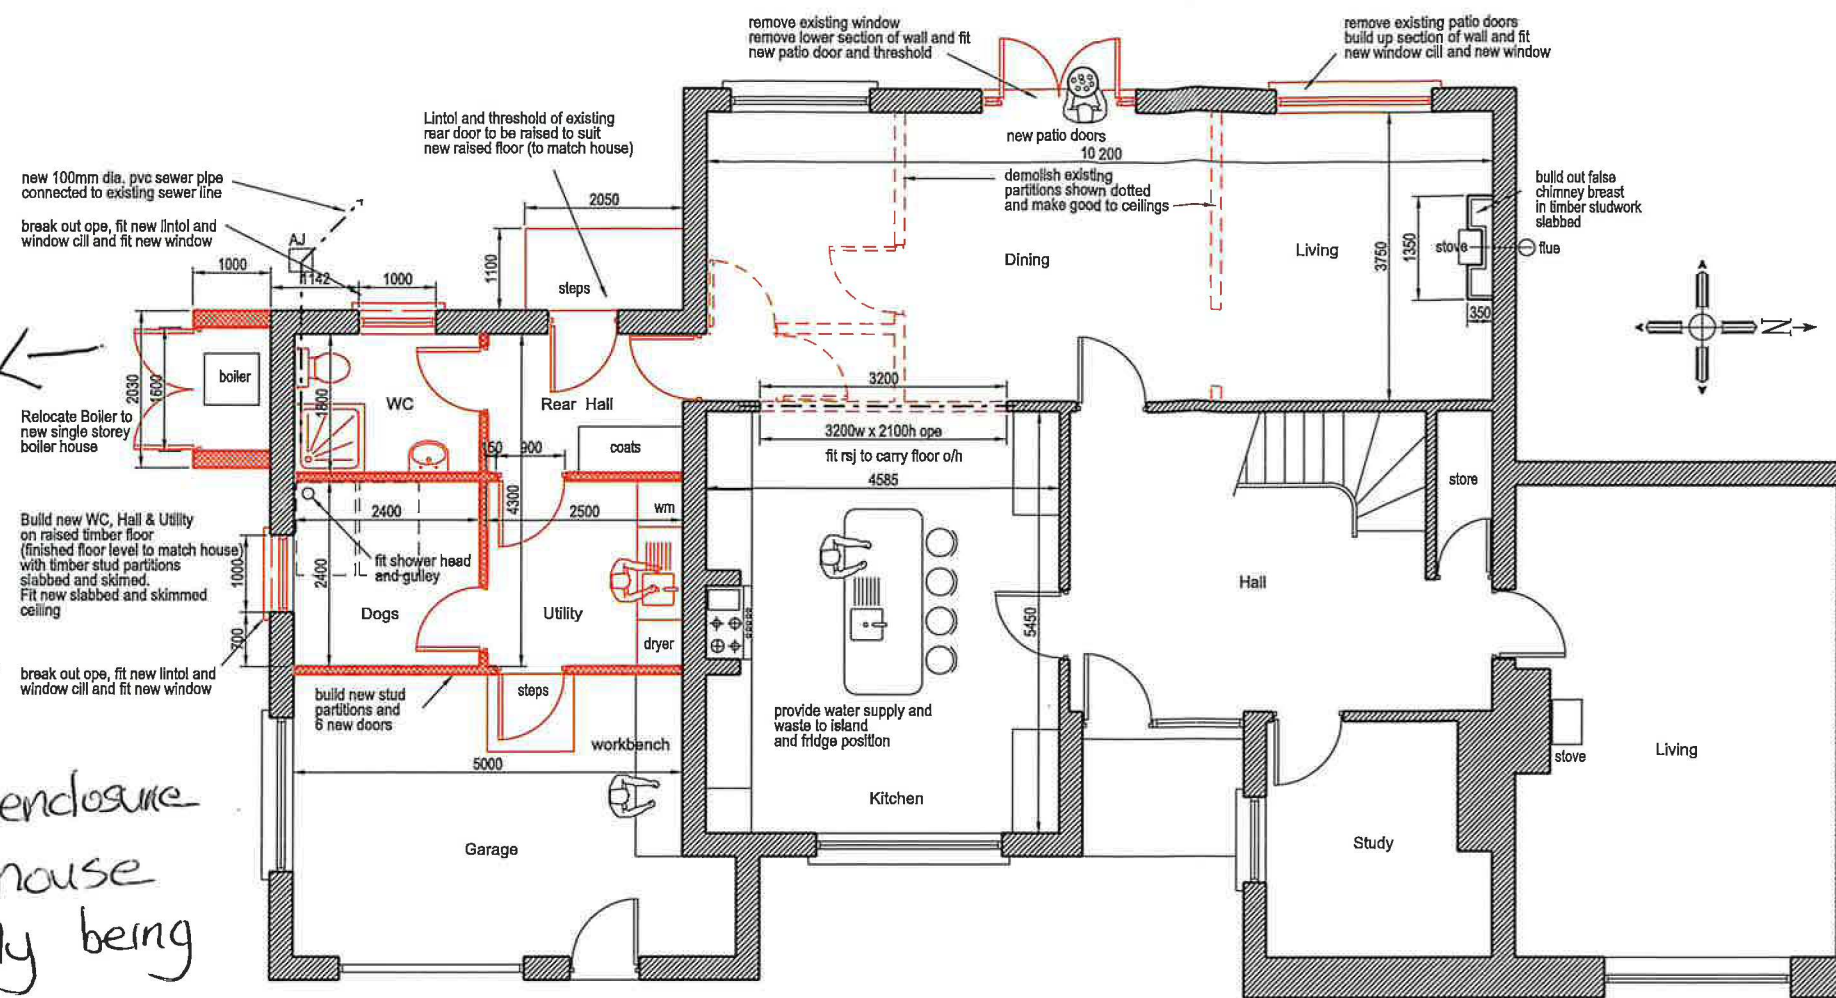 remove existing window
remove lower section of wall and fit
new patio door and threshold
remove existing patio doors
build up section of wall and fit
new window cill and new window
Lintol and threshold of existing
rear door to be raised to suit
new raised floor (to match house)
new patio doors
10 200
new 100mm dia. pvc sewer pipe
connected to existing sewer line
demolish existing
partitions shown dotted
and make good to ceilings
build out false
chimney breast
in timber studwork
slabbed
break out ope, fit new lintol and
window cill and fit new window
2050
AJ
1000
1142
1000
1100
steps
Dining
Living
3750
1350
stove
flue
350
N
2030
1600
boiler
1800
WC
Rear Hall
3200
Relocate Boiler to
new single storey
boiler house
coats
150
900
3200w x 2100h ope
fit rsj to carry floor o/h
4585
store
4300
2400
2500
wm
Build new WC, Hall & Utility
on raised timber floor
(finished floor level to match house)
with timber stud partitions
slabbed and skimed.
Fit new slabbed and skimmed
ceiling
1000
2400
fit shower head
and gulley
Dogs
Utility
Hall
5450
700
dryer
break out ope, fit new lintol and
window cill and fit new window
build new stud
partitions and
6 new doors
steps
provide water supply and
waste to island
and fridge position
workbench
5000
stove
Living
enclosure
Kitchen
Garage
Study
house
being